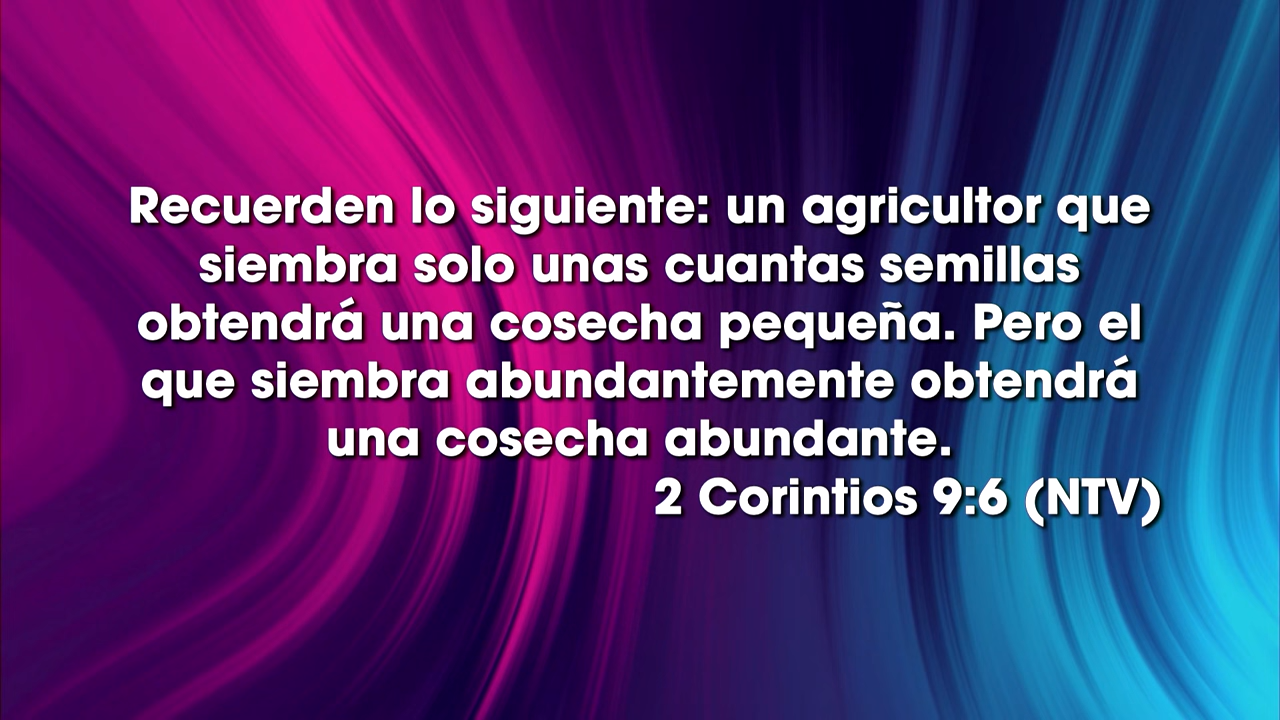 Recuerden lo siguiente: un agricultor que
siembra solo unas cuantas semillas
obtendrá una cosecha pequeña. Pero el
que siembra abundantemente obtendrá
una cosecha abundante.
2 Corintios 9:6 (NTV)